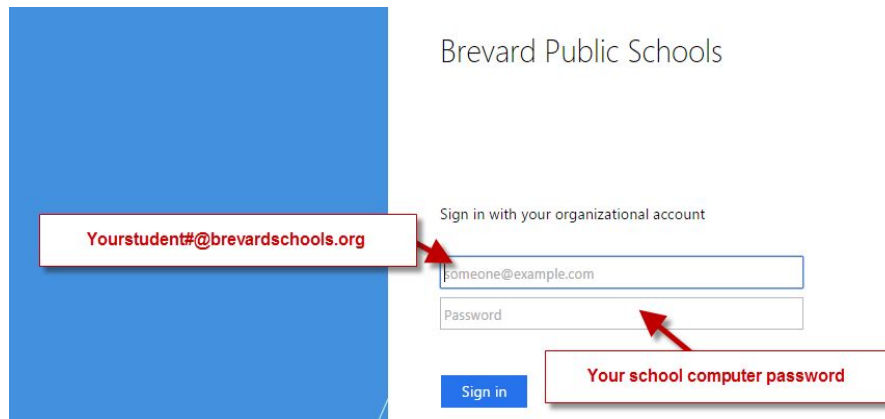 Brevard Public Schools
Sign in with your organizational account
Yourstudent#@brevardschools.org
someone@example.com
Password
Your school computer password
Sign in